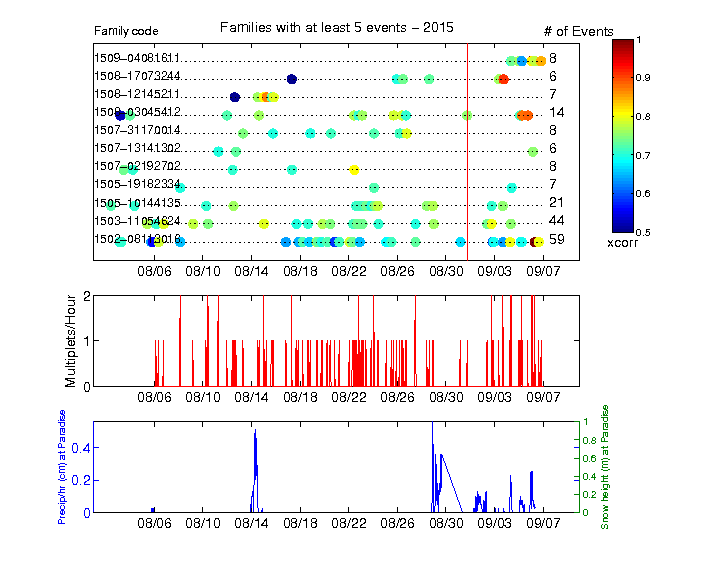 Family code
Families with at least 5 events − 2015
# of Events
1509−04081611 8
1508−17073244 6
1508−12145211 7
1508−03045412 14
1507−31170014 8
1507−13141302 6
1507−02192702 8
1505−19182334 7
1505−10144135 21
1503−11054624 44
1502−08113016 59
08/06 08/10 08/14 08/18 08/22 08/26 08/30 09/03 09/07
1
0.9
0.8
0.7
0.6
0.5
xcorr
Multiplets/Hour
2
1
0
08/06 08/10 08/14 08/18 08/22 08/26 08/30 09/03 09/07
Precip/hr (cm) at Paradise
0.4
0.2
0
1
0.8
0.6
0.4
0.2
0
Snow height (m) at Paradise
08/06 08/10 08/14 08/18 08/22 08/26 08/30 09/03 09/07